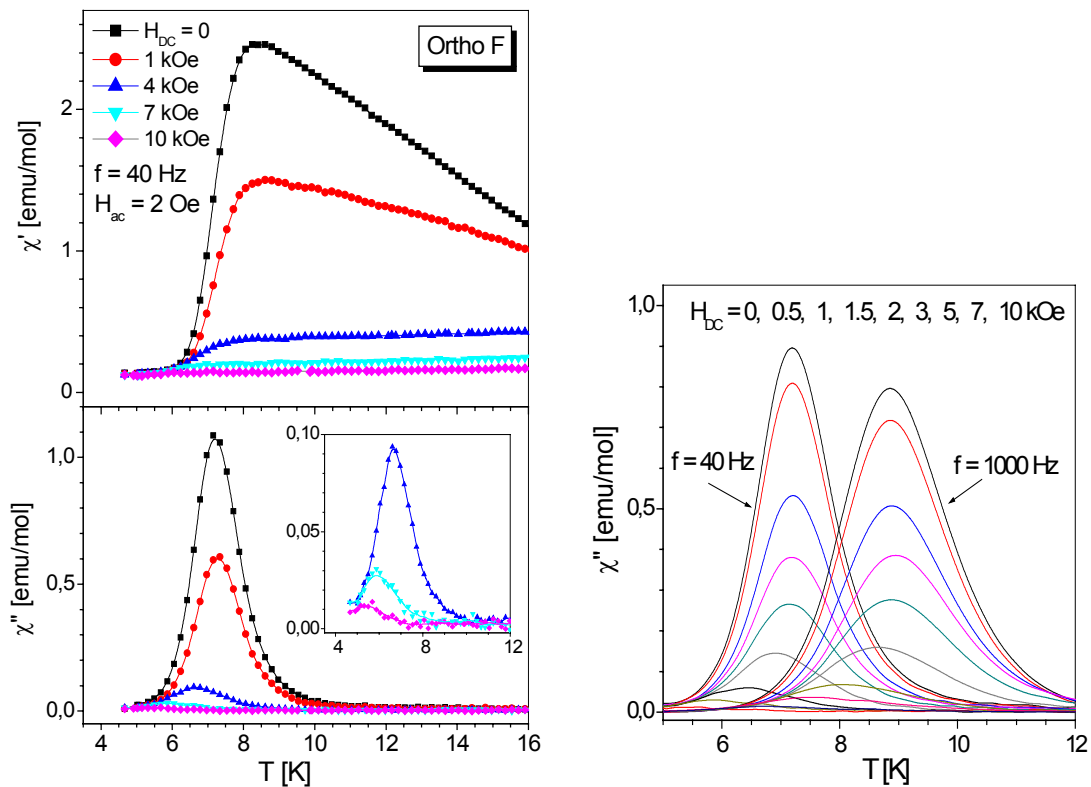 H_DC = 0
1 kOe
4 kOe
7 kOe
10 kOe
f = 40 Hz
H_ac = 2 Oe
Ortho F
χ' [emu/mol]
2
1
0
χ'' [emu/mol]
1,0
0,5
0,0
0,10
0,05
0,00
4 8 12
4 6 8 10 12 14 16
T [K]
H_DC = 0, 0.5, 1, 1.5, 2, 3, 5, 7, 10 kOe
f = 40 Hz
f = 1000 Hz
χ'' [emu/mol]
1,0
0,5
0,0
6 8 10 12
T [K]